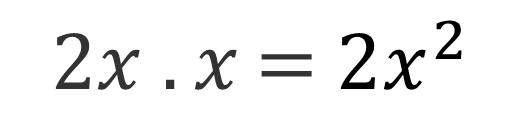 2x . x = 2x²